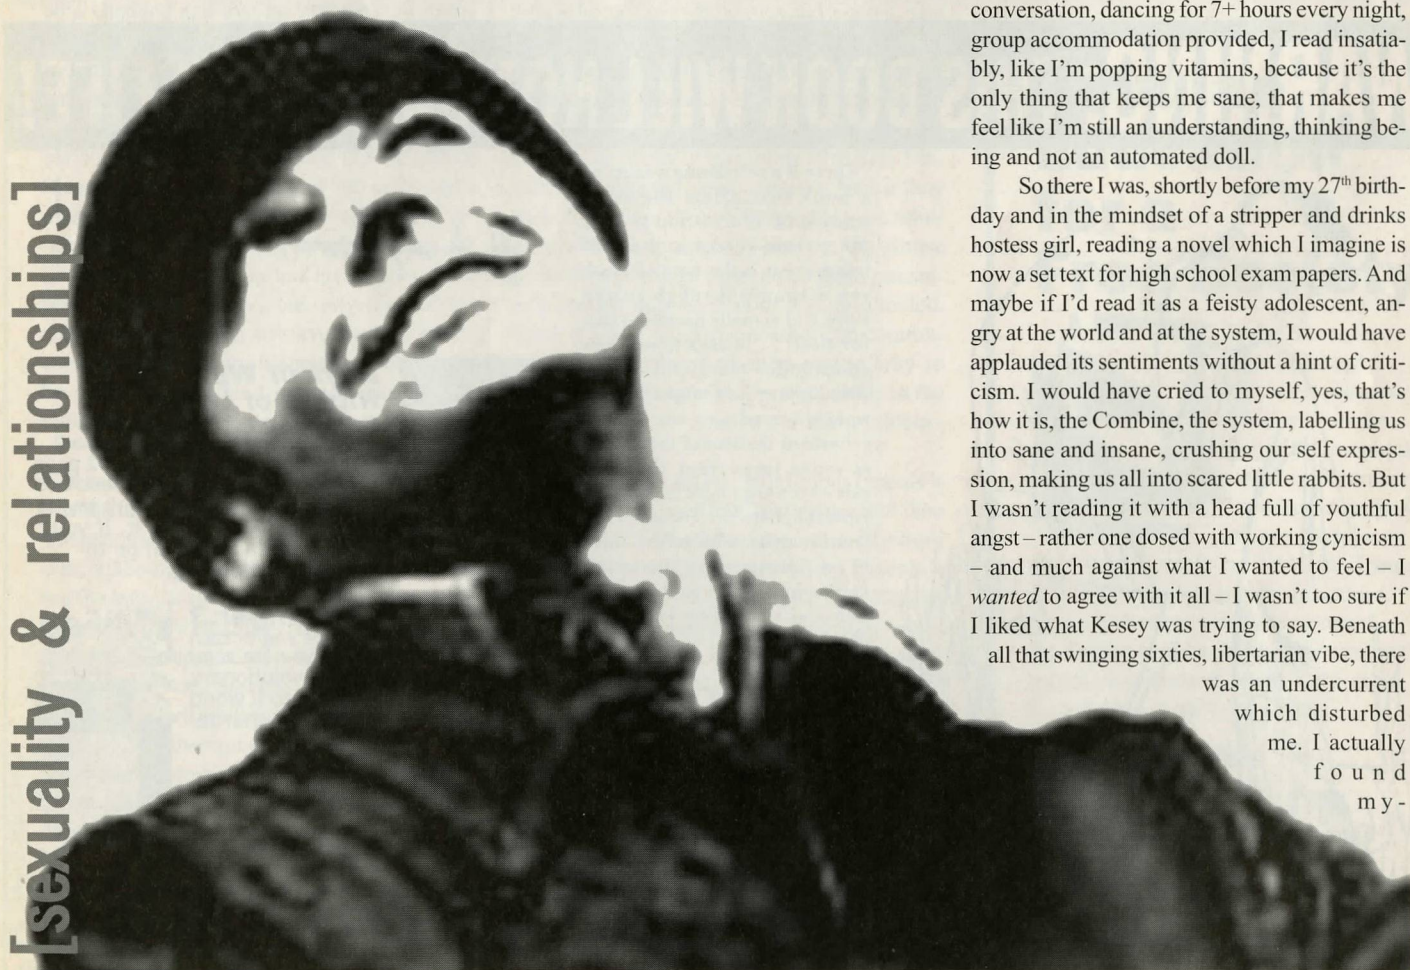 [sexuality & relationships]
conversation, dancing for 7+ hours every night,
group accommodation provided, I read insatia-
bly, like I'm popping vitamins, because it's the
only thing that keeps me sane, that makes me
feel like I'm still an understanding, thinking be-
ing and not an automated doll.
So there I was, shortly before my 27th birth-
day and in the mindset of a stripper and drinks
hostess girl, reading a novel which I imagine is
now a set text for high school exam papers. And
maybe if I'd read it as a feisty adolescent, an-
gry at the world and at the system, I would have
applauded its sentiments without a hint of criti-
cism. I would have cried to myself, yes, that's
how it is, the Combine, the system, labelling us
into sane and insane, crushing our self expres-
sion, making us all into scared little rabbits. But
I wasn't reading it with a head full of youthful
angst – rather one dosed with working cynicism
– and much against what I wanted to feel – I
wanted to agree with it all – I wasn't too sure if
I liked what Kesey was trying to say. Beneath
all that swinging sixties, libertarian vibe, there
was an undercurrent
which disturbed
me. I actually
found
my-